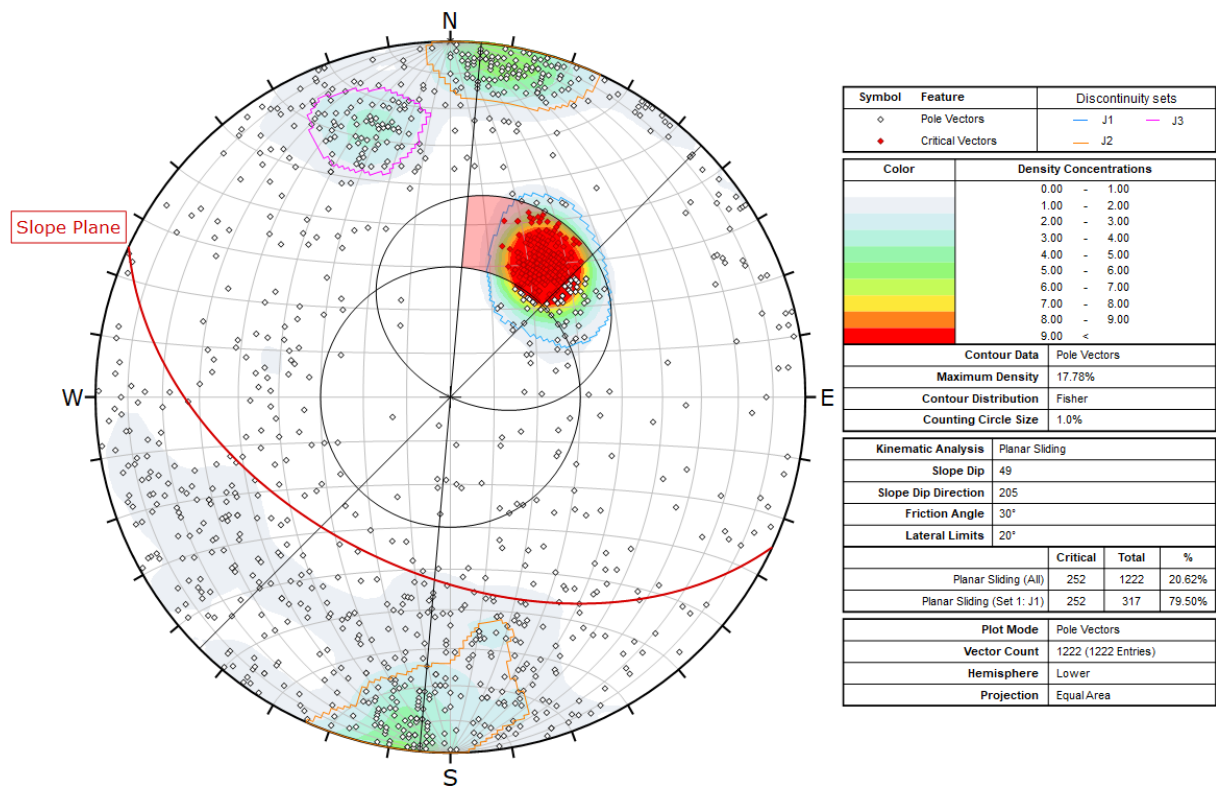 N
Slope Plane
W
E
S
Symbol Feature Discontinuity sets
Pole Vectors J1 J3
Critical Vectors J2
Color Density Concentrations
0.00 - 1.00
1.00 - 2.00
2.00 - 3.00
3.00 - 4.00
4.00 - 5.00
5.00 - 6.00
6.00 - 7.00
7.00 - 8.00
8.00 - 9.00
9.00 <
Contour Data Pole Vectors
Maximum Density 17.78%
Contour Distribution Fisher
Counting Circle Size 1.0%
Kinematic Analysis Planar Sliding
Slope Dip 49
Slope Dip Direction 205
Friction Angle 30°
Lateral Limits 20°
Critical Total %
Planar Sliding (All) 252 1222 20.62%
Planar Sliding (Set 1: J1) 252 317 79.50%
Plot Mode Pole Vectors
Vector Count 1222 (1222 Entries)
Hemisphere Lower
Projection Equal Area